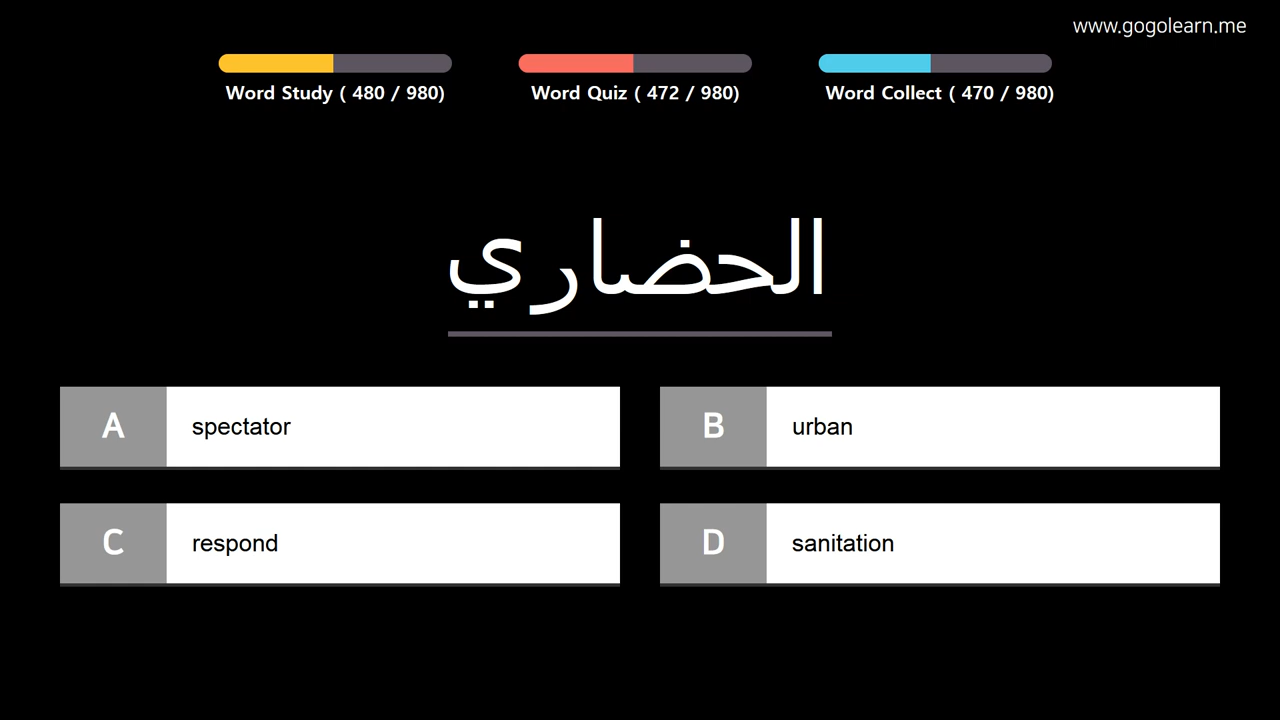 www.gogolearn.me
Word Study ( 480 / 980)
Word Quiz ( 472 / 980)
Word Collect ( 470 / 980)
الحضاري
A spectator
B urban
C respond
D sanitation